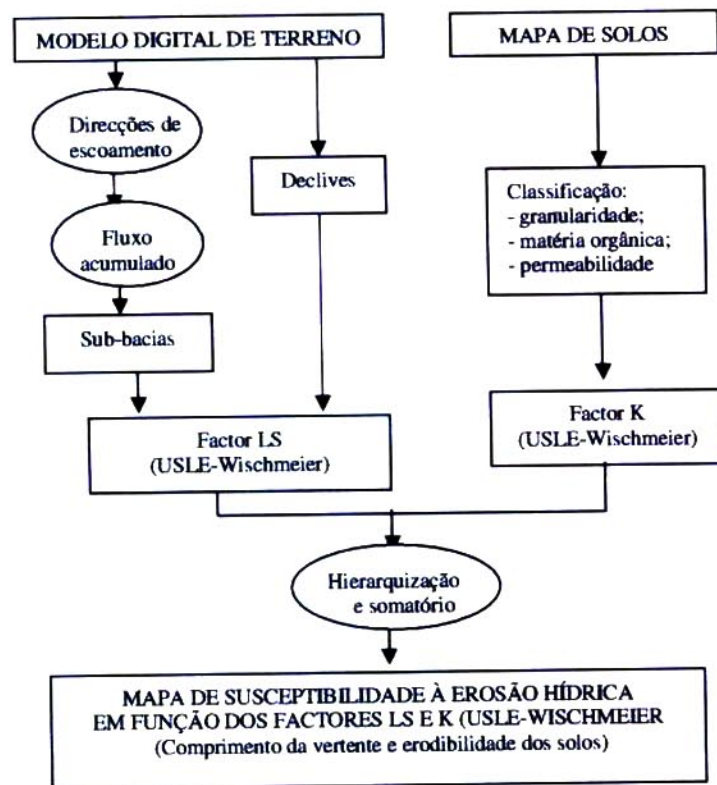 MODELO DIGITAL DE TERRENO
MAPA DE SOLOS
Direcções de
escoamento
Declives
Classificação:
- granularidade;
- matéria orgânica;
- permeabilidade
Fluxo
acumulado
Sub-bacias
Factor LS
(USLE-Wischmeier)
Factor K
(USLE-Wischmeier)
Hierarquização
e somatório
MAPA DE SUSCEPTIBILIDADE À EROSÃO HÍDRICA
EM FUNÇÃO DOS FACTORES LS E K (USLE-WISCHMEIER
(Comprimento da vertente e erodibilidade dos solos)